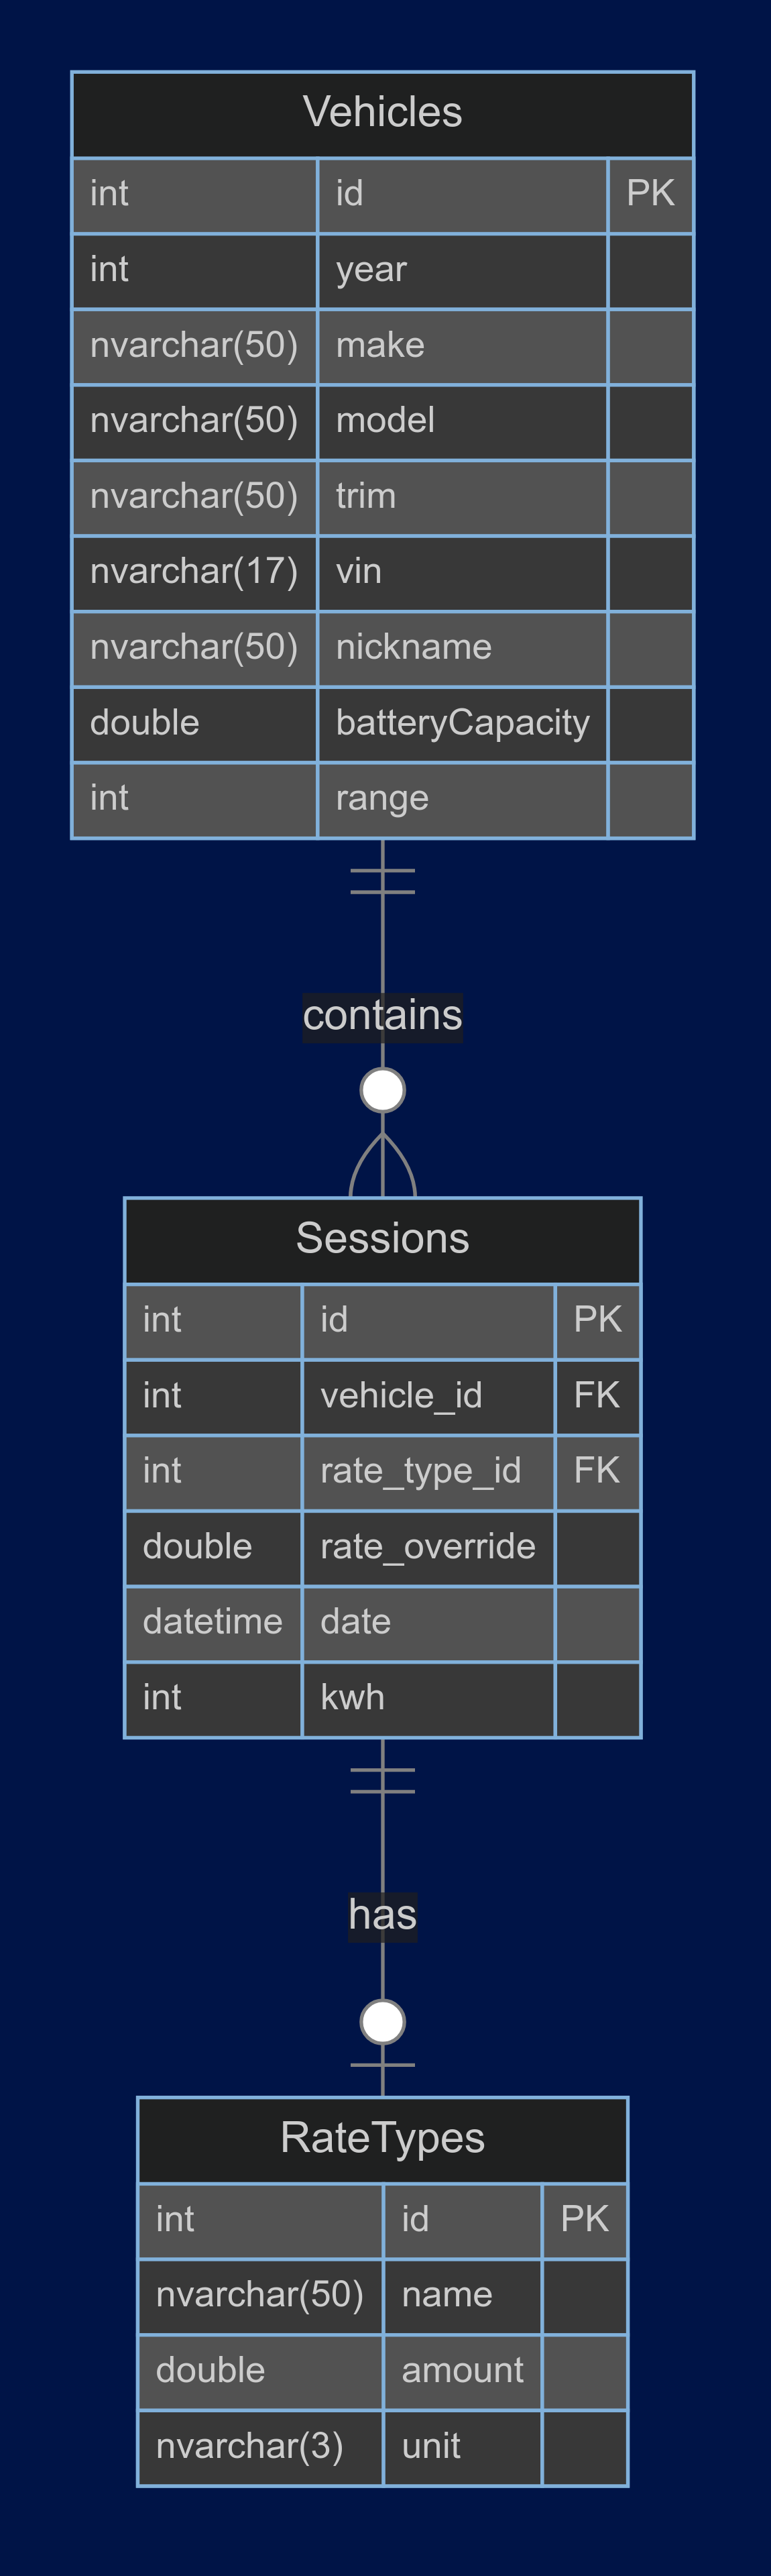 Vehicles
int id PK
int year
nvarchar(50) make
nvarchar(50) model
nvarchar(50) trim
nvarchar(17) vin
nvarchar(50) nickname
double batteryCapacity
int range
contains
Sessions
int id PK
int vehicle_id FK
int rate_type_id FK
double rate_override
datetime date
int kwh
has
RateTypes
int id PK
nvarchar(50) name
double amount
nvarchar(3) unit